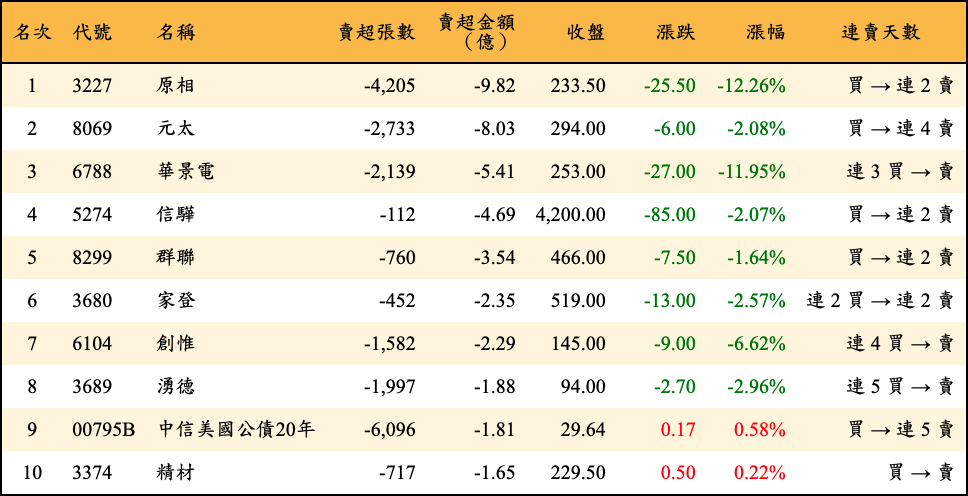 名次 代號 名稱 賣超張數 賣超金額（億） 收盤 漲跌 漲幅 連賣天數
1 3227 原相 -4,205 -9.82 233.50 -25.50 -12.26% 買 → 連 2 賣
2 8069 元太 -2,733 -8.03 294.00 -6.00 -2.08% 買 → 連 4 賣
3 6788 華景電 -2,139 -5.41 253.00 -27.00 -11.95% 連 3 買 → 賣
4 5274 信驊 -112 -4.69 4,200.00 -85.00 -2.07% 買 → 連 2 賣
5 8299 群聯 -760 -3.54 466.00 -7.50 -1.64% 買 → 連 2 賣
6 3680 家登 -452 -2.35 519.00 -13.00 -2.57% 連 2 買 → 連 2 賣
7 6104 創惟 -1,582 -2.29 145.00 -9.00 -6.62% 連 4 買 → 賣
8 3689 湧德 -1,997 -1.88 94.00 -2.70 -2.96% 連 5 買 → 賣
9 00795B 中信美國公債20年 -6,096 -1.81 29.64 0.17 0.58% 買 → 連 5 賣
10 3374 精材 -717 -1.65 229.50 0.50 0.22% 買 → 賣